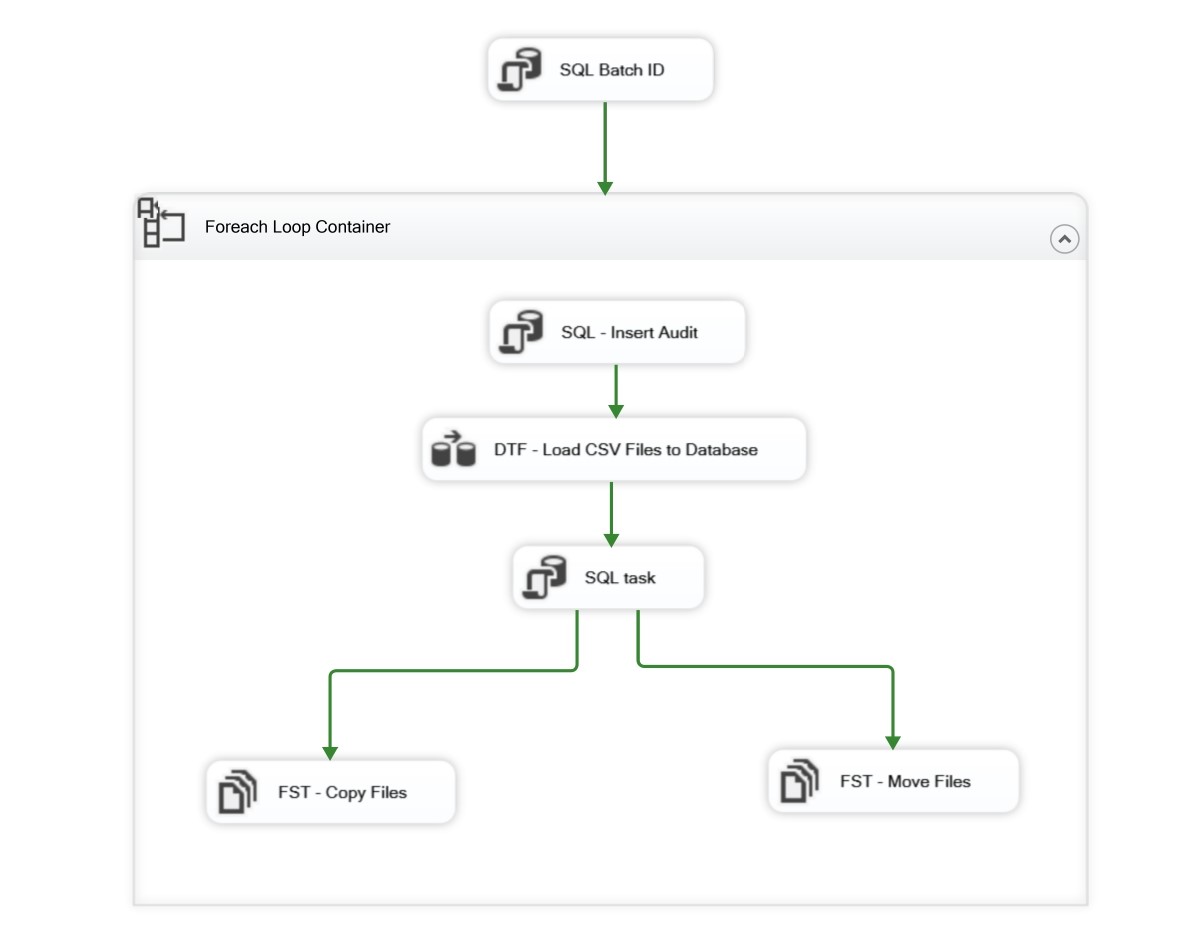 SQL Batch ID
Foreach Loop Container
SQL - Insert Audit
DTF - Load CSV Files to Database
SQL task
FST - Copy Files
FST - Move Files